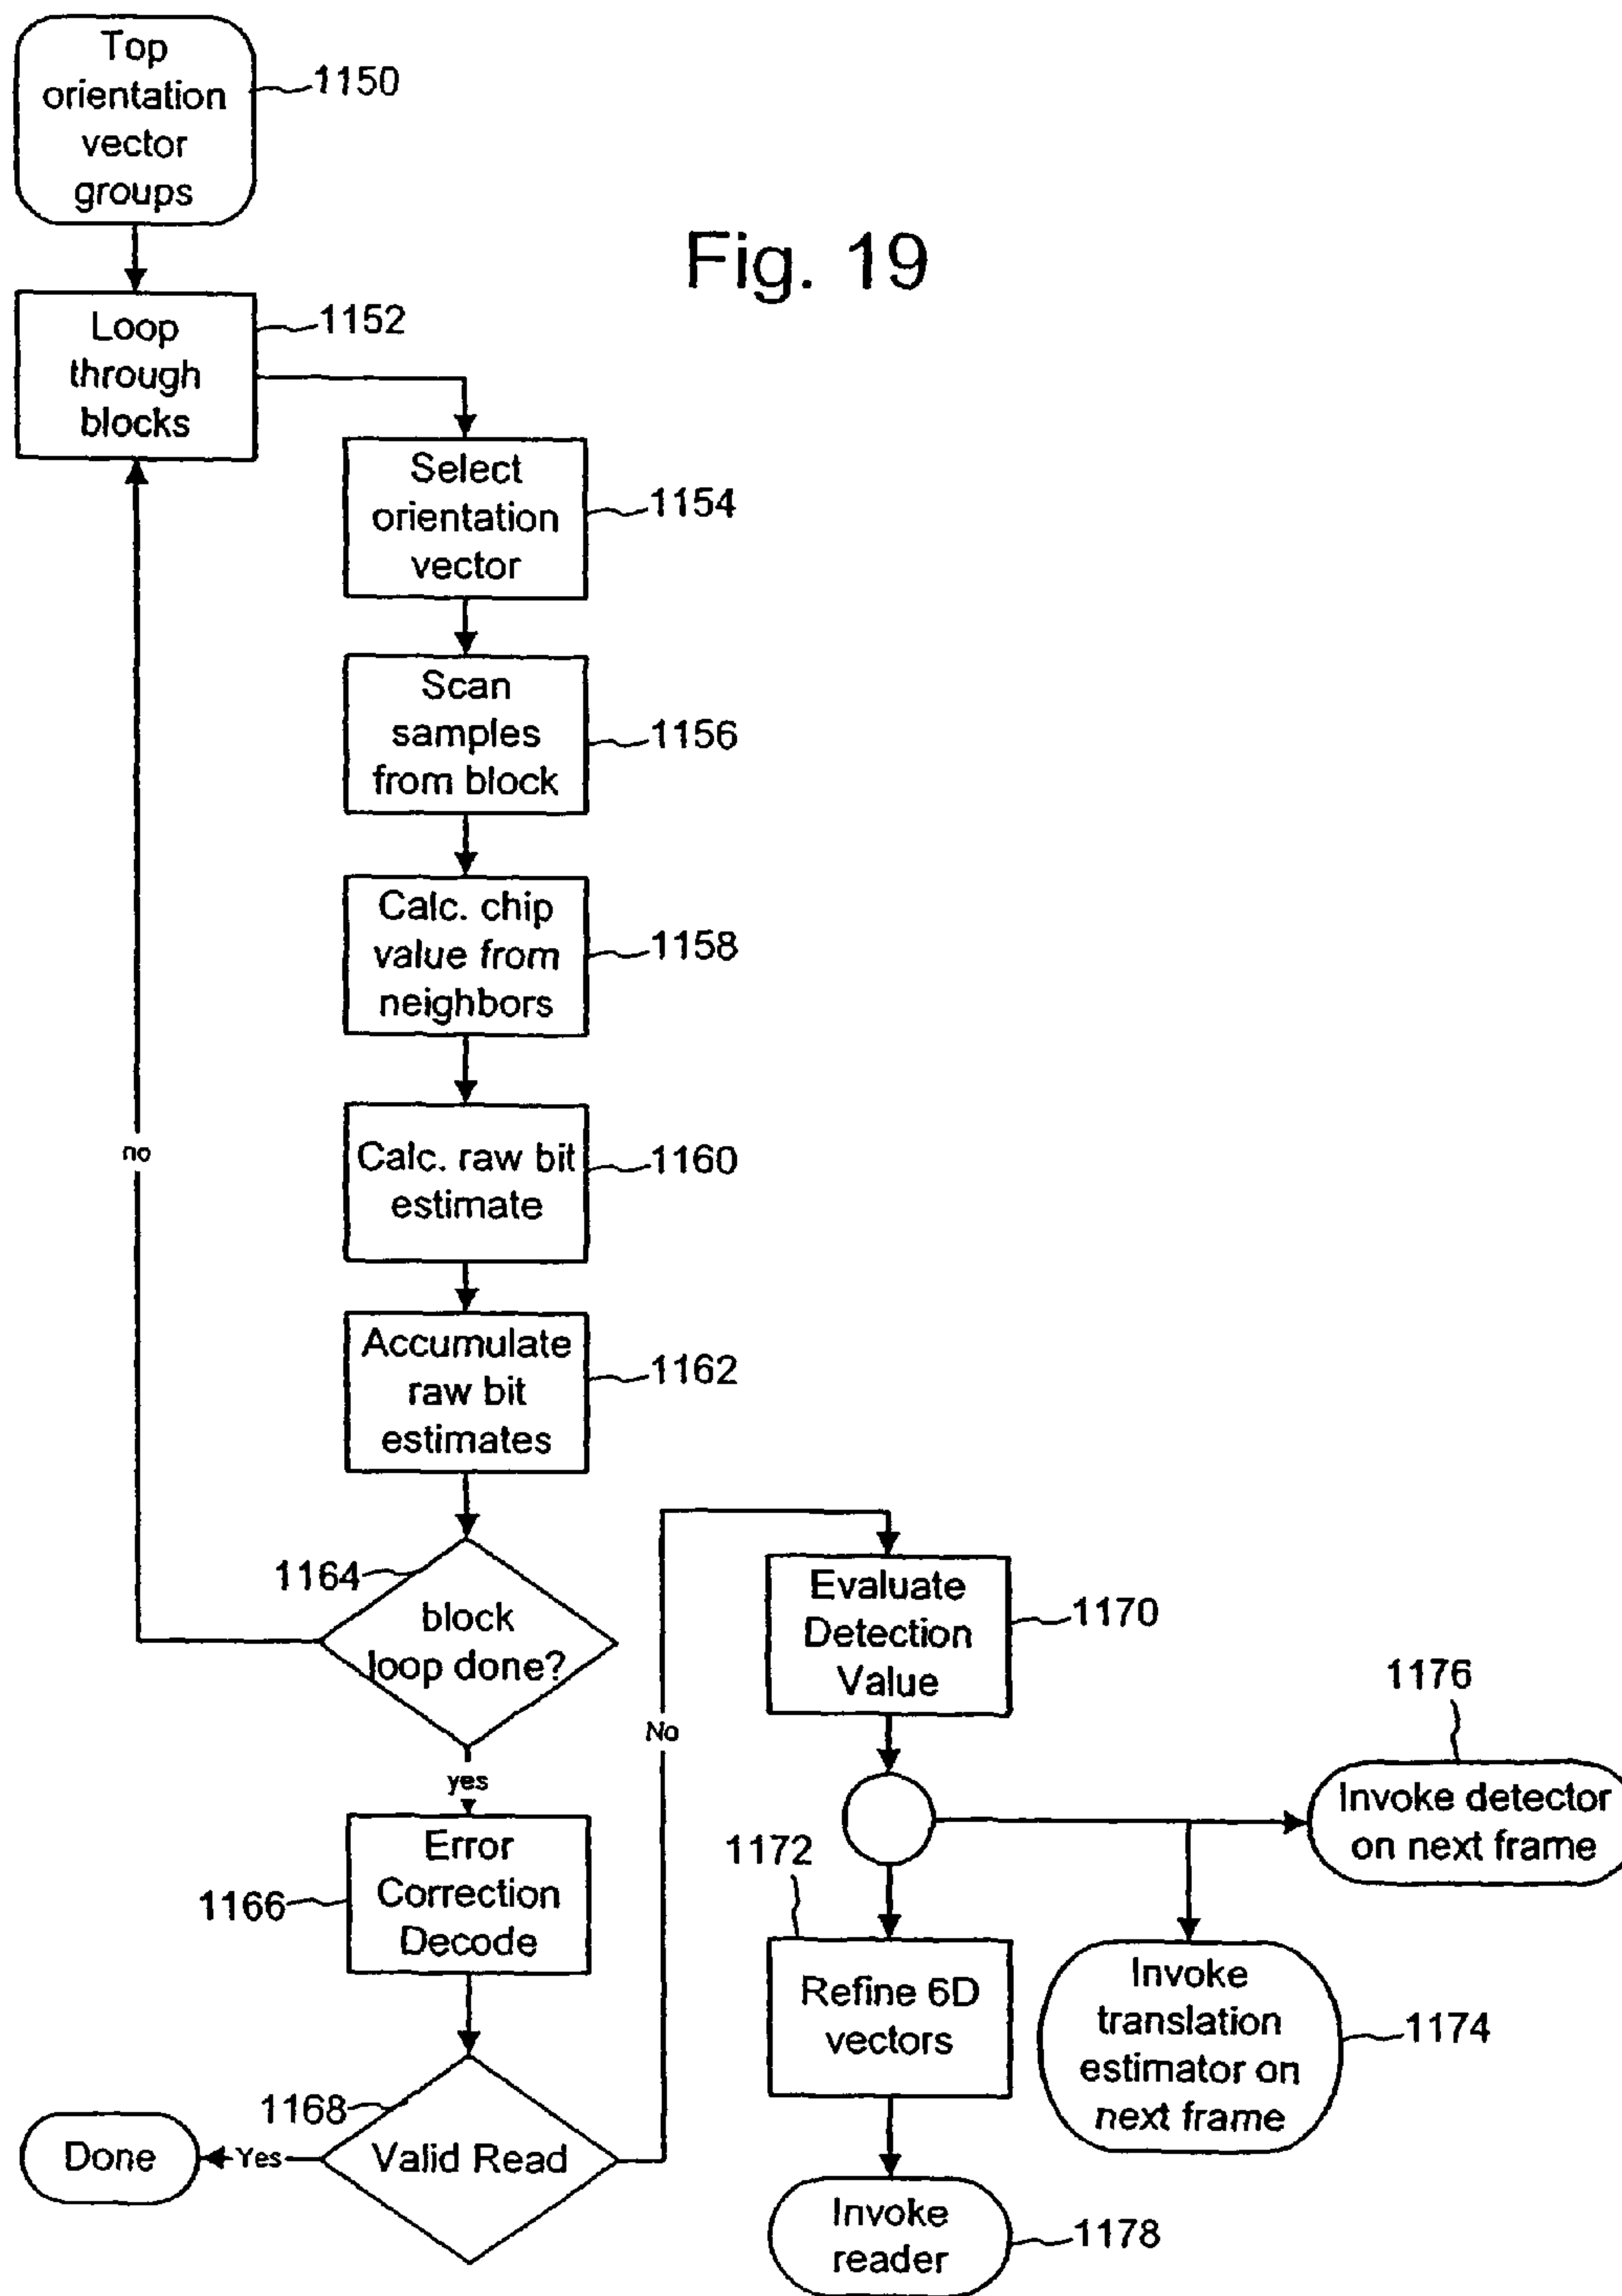 Top
orientation
vector
groups
1150
Fig. 19
Loop
through
blocks
1152
Select
orientation
vector
1154
Scan
samples
from block
1156
Calc. chip
value from
neighbors
1158
no
Calc. raw bit
estimate
1160
Accumulate
raw bit
estimates
1162
1164
block
loop done?
yes
Error
Correction
Decode
1166
1168
Valid Read
Yes
Done
No
Evaluate
Detection
Value
1170
1176
Invoke detector
on next frame
1172
Refine 6D
vectors
Invoke
translation
estimator on
next frame
1174
Invoke
reader
1178